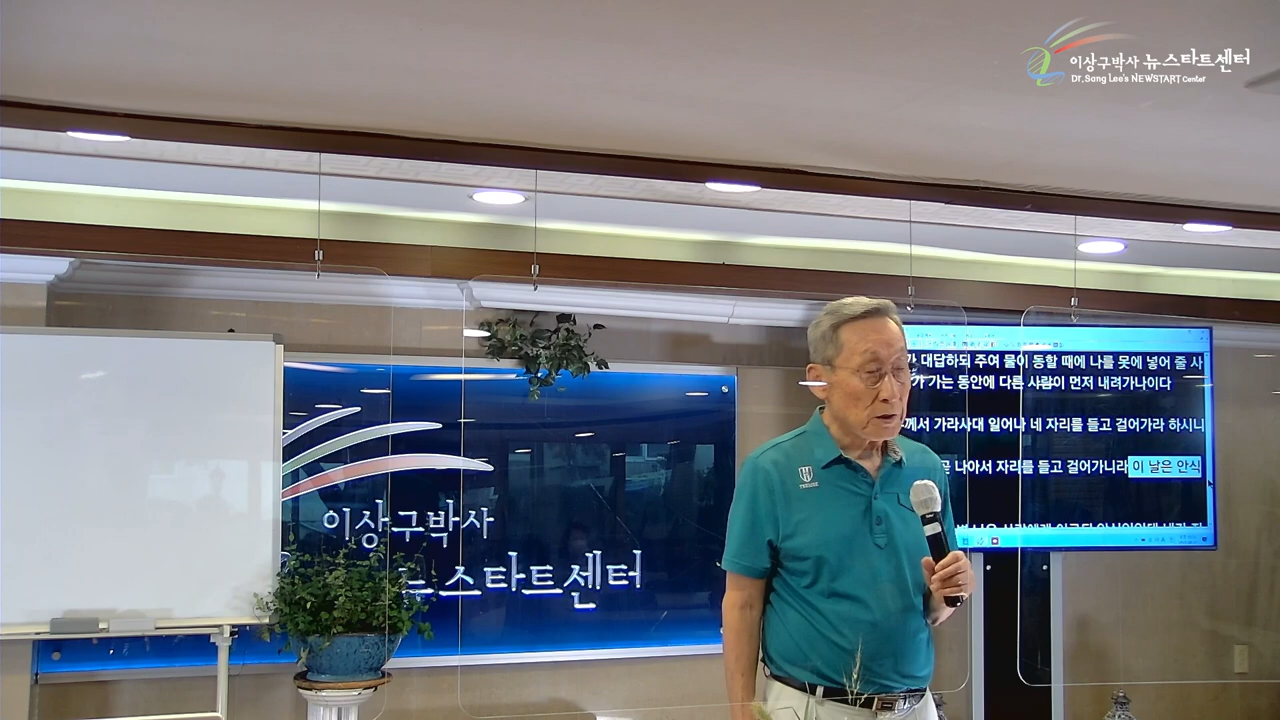 이상구박사 뉴스타트센터
Dr. Sang Lee's NEWSTART Center
대답하되 주여 물이 동할 때에 나를 못에 넣어 줄 사
가 가는 동안에 다른 사람이 먼저 내려가나이다
께서 가라사대 일어나 네 자리를 들고 걸어가라 하시니
곧 나아서 자리를 들고 걸어가니라 이 날은 안식
이상구박사
뉴스타트센터